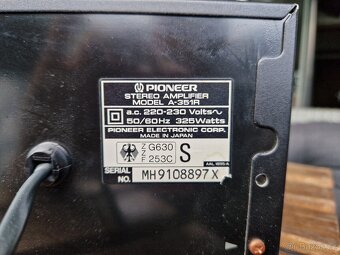 PIONEER
STEREO AMPLIFIER
MODEL A-351R
a.c. 220-230 Volts~
50/60Hz 325Watts
PIONEER ELECTRONIC CORP.
MADE IN JAPAN
Z G630
Z F 253C S
SERIAL NO. MH9108897X